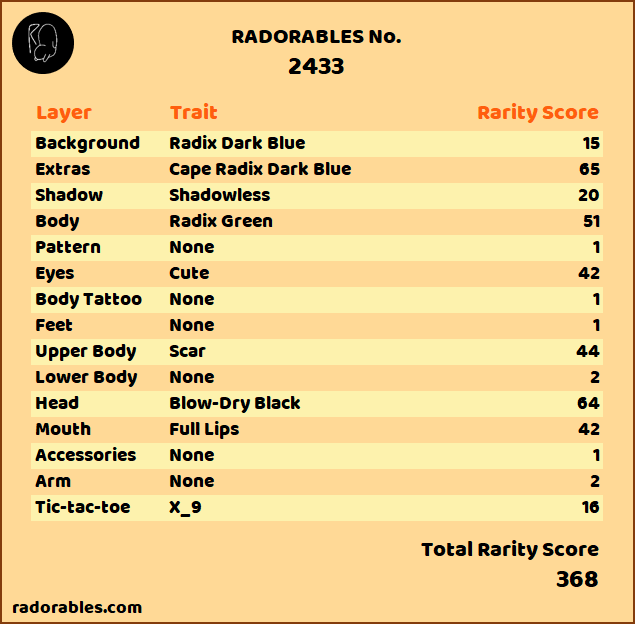 RADORABLES No.
2433
Layer Trait Rarity Score
Background Radix Dark Blue 15
Extras Cape Radix Dark Blue 65
Shadow Shadowless 20
Body Radix Green 51
Pattern None 1
Eyes Cute 42
Body Tattoo None 1
Feet None 1
Upper Body Scar 44
Lower Body None 2
Head Blow-Dry Black 64
Mouth Full Lips 42
Accessories None 1
Arm None 2
Tic-tac-toe X_9 16
Total Rarity Score
368
radorables.com